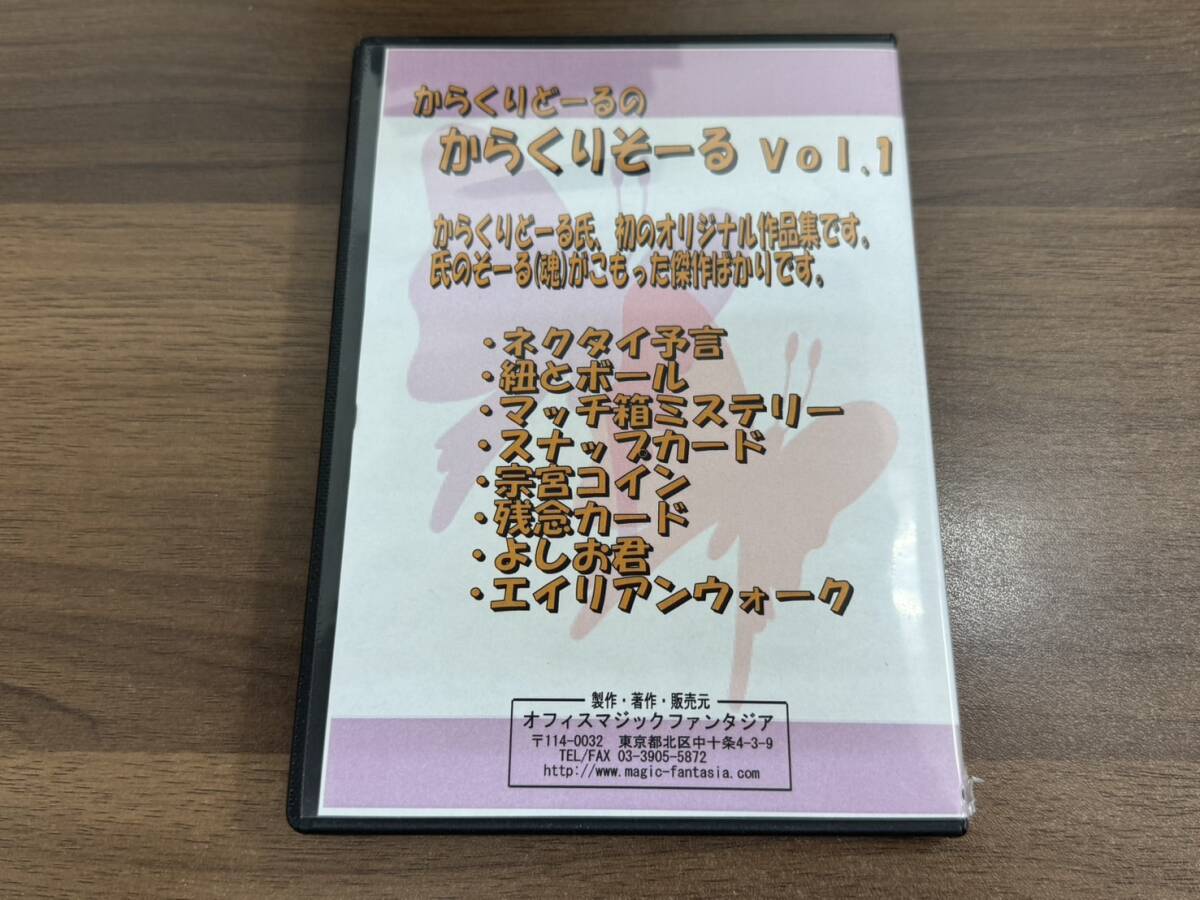 からくりどーるの
からくりそーる Vol.1
からくりどーる氏、初のオリジナル作品集です。
氏のそーる(魂)がこもった傑作ばかりです。
・ネクタイ予言
・紐とボール
・マッチ箱ミステリー
・スナップカード
・宗宮コイン
・残念カード
・よしお君
・エイリアンウォーク
製作・著作・販売元
オフィスマジックファンタジア
〒114-0032 東京都北区中十条4-3-9
TEL/FAX 03-3905-5872
http://www.magic-fantasia.com